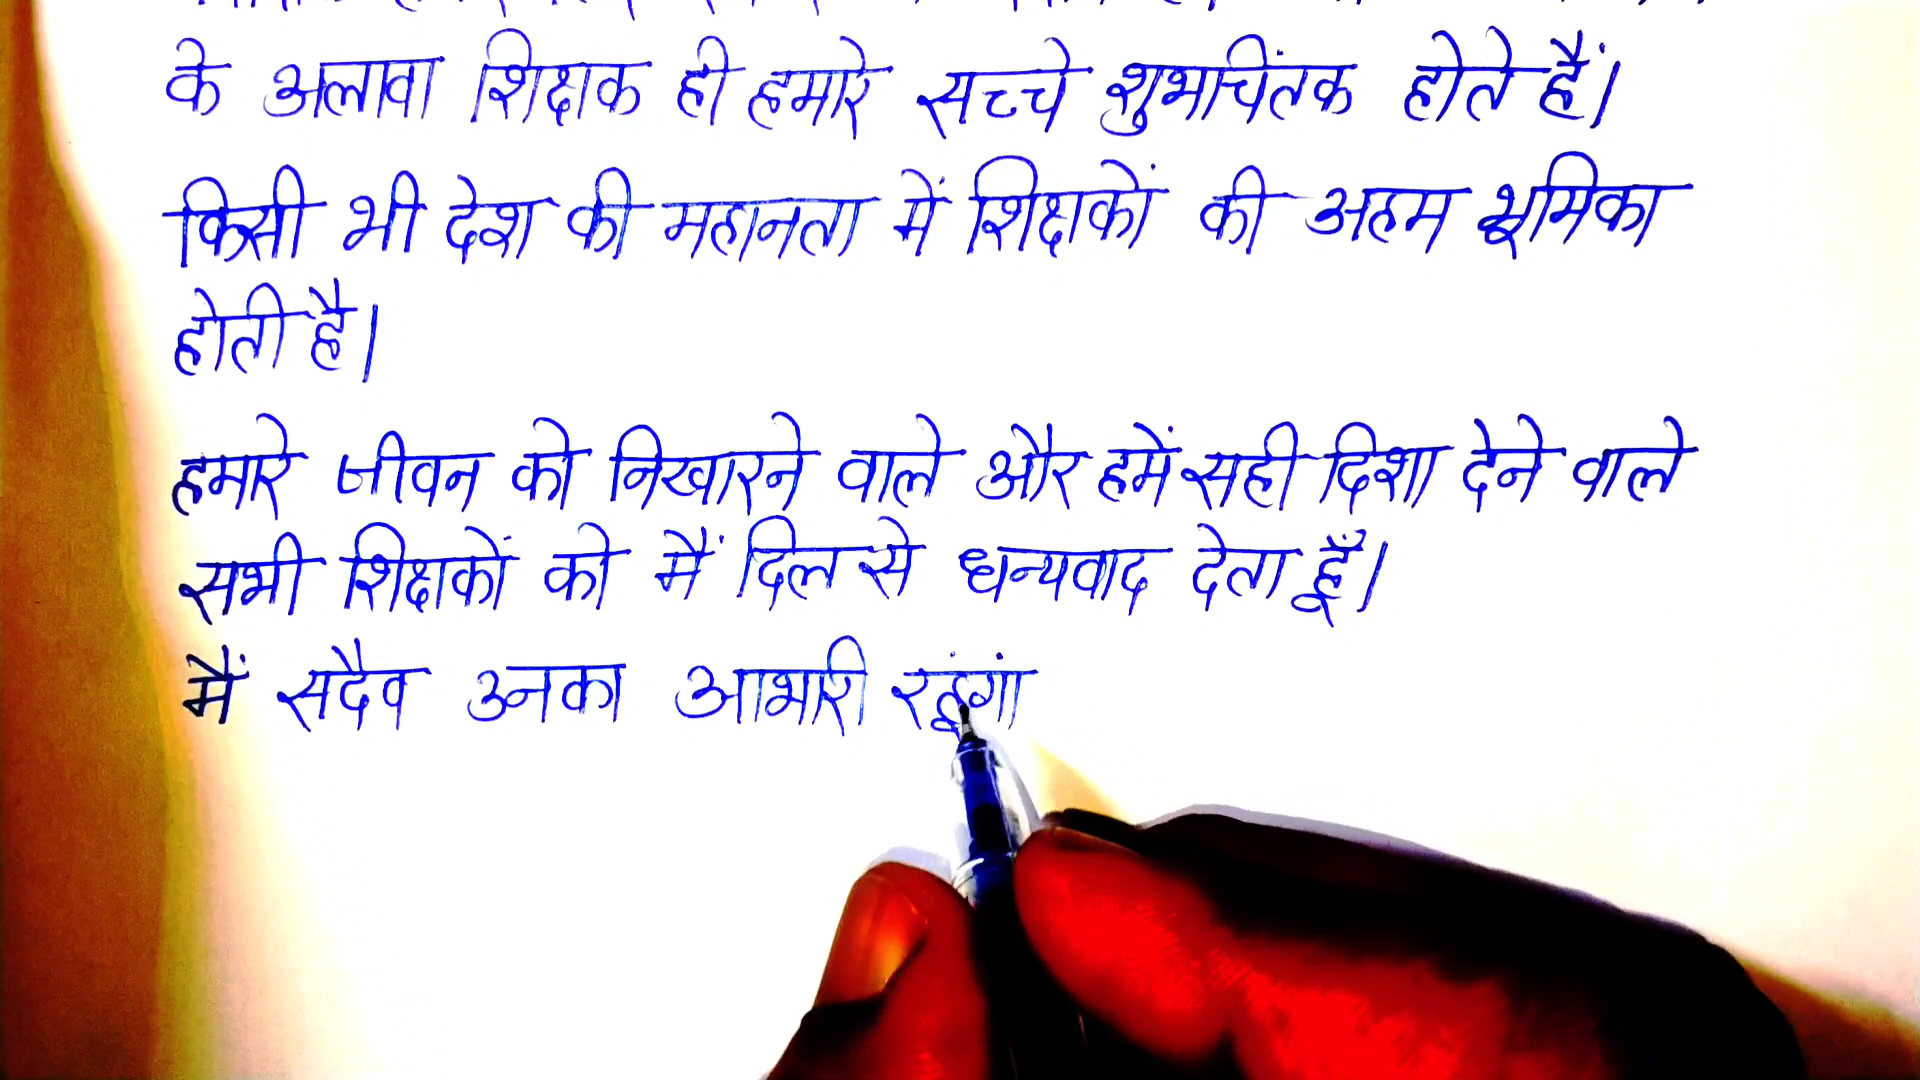 के अलावा शिक्षक ही हमारे सच्चे शुभचिंतक होते हैं।
किसी भी देश की महानता में शिक्षकों की अहम भूमिका
होती है।
हमारे जीवन को निखारने वाले और हमें सही दिशा देने वाले
सभी शिक्षकों को मैं दिल से धन्यवाद देता हूँ।
मैं सदैव उनका आभारी रहूंगां